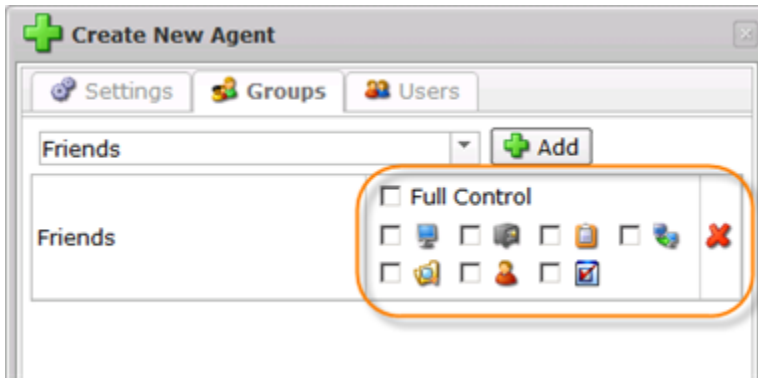 Create New Agent
Settings Groups Users
Friends Add
Full Control
Friends